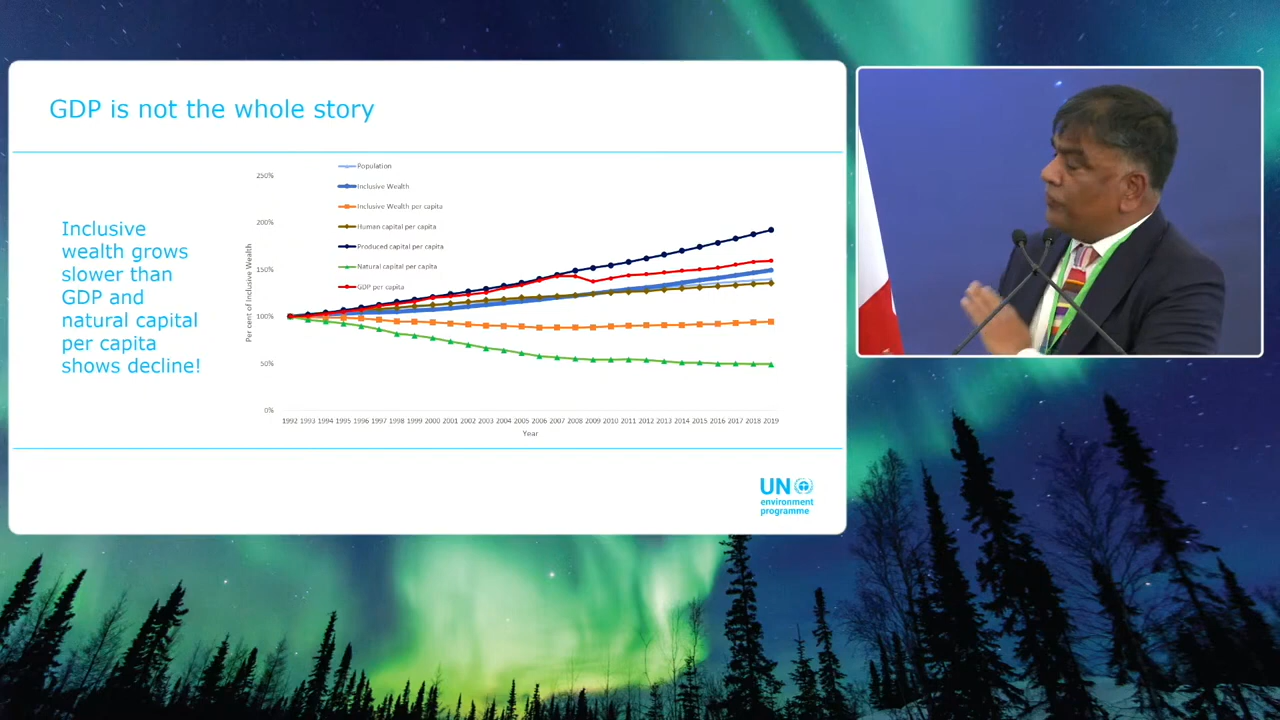 GDP is not the whole story
Inclusive
wealth grows
slower than
GDP and
natural capital
per capita
shows decline!
Population
Inclusive Wealth
Inclusive Wealth per capita
Human capital per capita
Produced capital per capita
Natural capital per capita
GDP per capita
Per cent of Inclusive Wealth
250%
200%
150%
100%
50%
0%
1992 1993 1994 1995 1996 1997 1998 1999 2000 2001 2002 2003 2004 2005 2006 2007 2008 2009 2010 2011 2012 2013 2014 2015 2016 2017 2018 2019
Year
UN
environment
programme